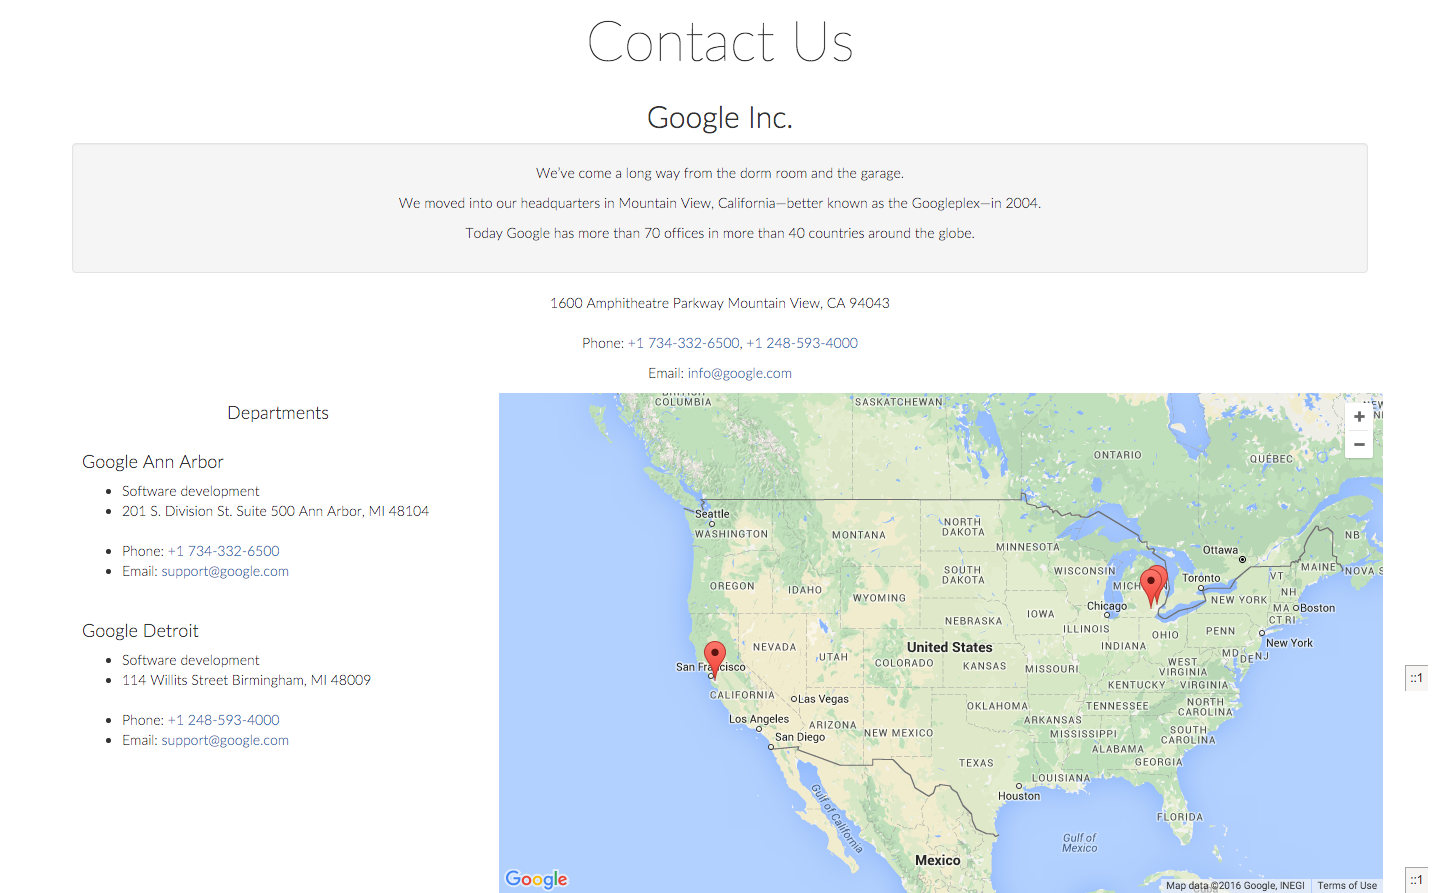 Contact Us
Google Inc.
We've come a long way from the dorm room and the garage.
We moved into our headquarters in Mountain View, California—better known as the Googleplex—in 2004.
Today Google has more than 70 offices in more than 40 countries around the globe.
1600 Amphitheatre Parkway Mountain View, CA 94043
Phone: +1 734-332-6500, +1 248-593-4000
Email: info@google.com
Departments
Google Ann Arbor
Software development
201 S. Division St. Suite 500 Ann Arbor, MI 48104
Phone: +1 734-332-6500
Email: support@google.com
Google Detroit
Software development
114 Willits Street Birmingham, MI 48009
Phone: +1 248-593-4000
Email: support@google.com
COLUMBIA
SASKATCHEWAN
+
−
ONTARIO
QUÉBEC
Seattle
WASHINGTON
MONTANA
NORTH
DAKOTA
MINNESOTA
Ottawa
NB
MAINE
NOVA S
OREGON
IDAHO
WYOMING
SOUTH
DAKOTA
WISCONSIN
Toronto
VT
NH
Chicago
IOWA
NEW YORK
MA
Boston
NEBRASKA
ILLINOIS
INDIANA
OHIO
PENN
CT
RI
New York
NEVADA
UTAH
COLORADO
United States
KANSAS
MISSOURI
WEST
VIRGINIA
MD
DE
NJ
San Francisco
CALIFORNIA
KENTUCKY
VIRGINIA
Las Vegas
OKLAHOMA
TENNESSEE
NORTH
CAROLINA
Los Angeles
ARIZONA
NEW MEXICO
ARKANSAS
MISSISSIPPI
SOUTH
CAROLINA
San Diego
ALABAMA
GEORGIA
TEXAS
LOUISIANA
Houston
Gulf of California
FLORIDA
Gulf of
Mexico
Mexico
Google
Map data ©2016 Google, INEGI
Terms of Use
::1
::1